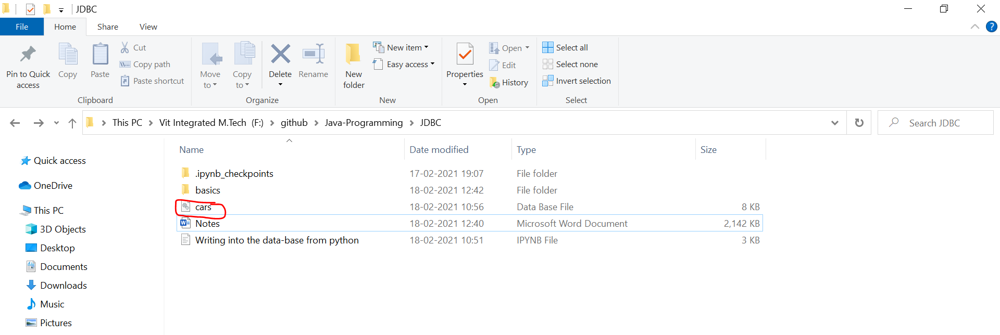 JDBC
File Home Share View
Pin to Quick access
Copy
Paste
Cut
Copy path
Paste shortcut
Clipboard
Move to
Copy to
Delete
Rename
Organize
New folder
New item
Easy access
New
Properties
Open
Edit
History
Open
Select all
Select none
Invert selection
Select
This PC > Vit Integrated M.Tech (F:) > github > Java-Programming > JDBC
Search JDBC
Quick access
OneDrive
This PC
3D Objects
Desktop
Documents
Downloads
Music
Pictures
Name Date modified Type Size
.ipynb_checkpoints 17-02-2021 19:07 File folder
basics 18-02-2021 12:42 File folder
cars 18-02-2021 10:56 Data Base File 8 KB
Notes 18-02-2021 12:40 Microsoft Word Document 2,142 KB
Writing into the data-base from python 18-02-2021 10:51 IPYNB File 3 KB